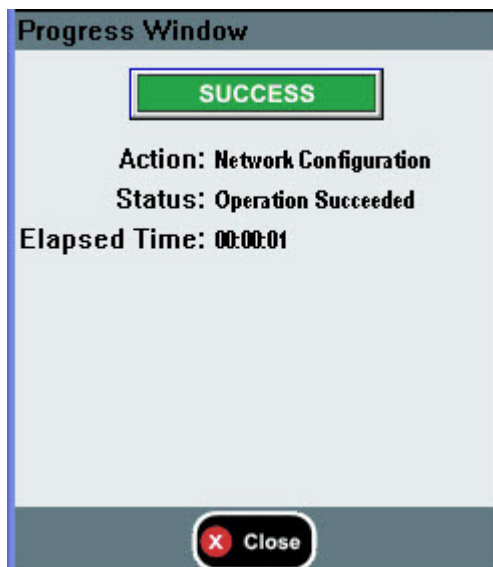 Progress Window
SUCCESS
Action: Network Configuration
Status: Operation Succeeded
Elapsed Time: 00:00:01
X Close